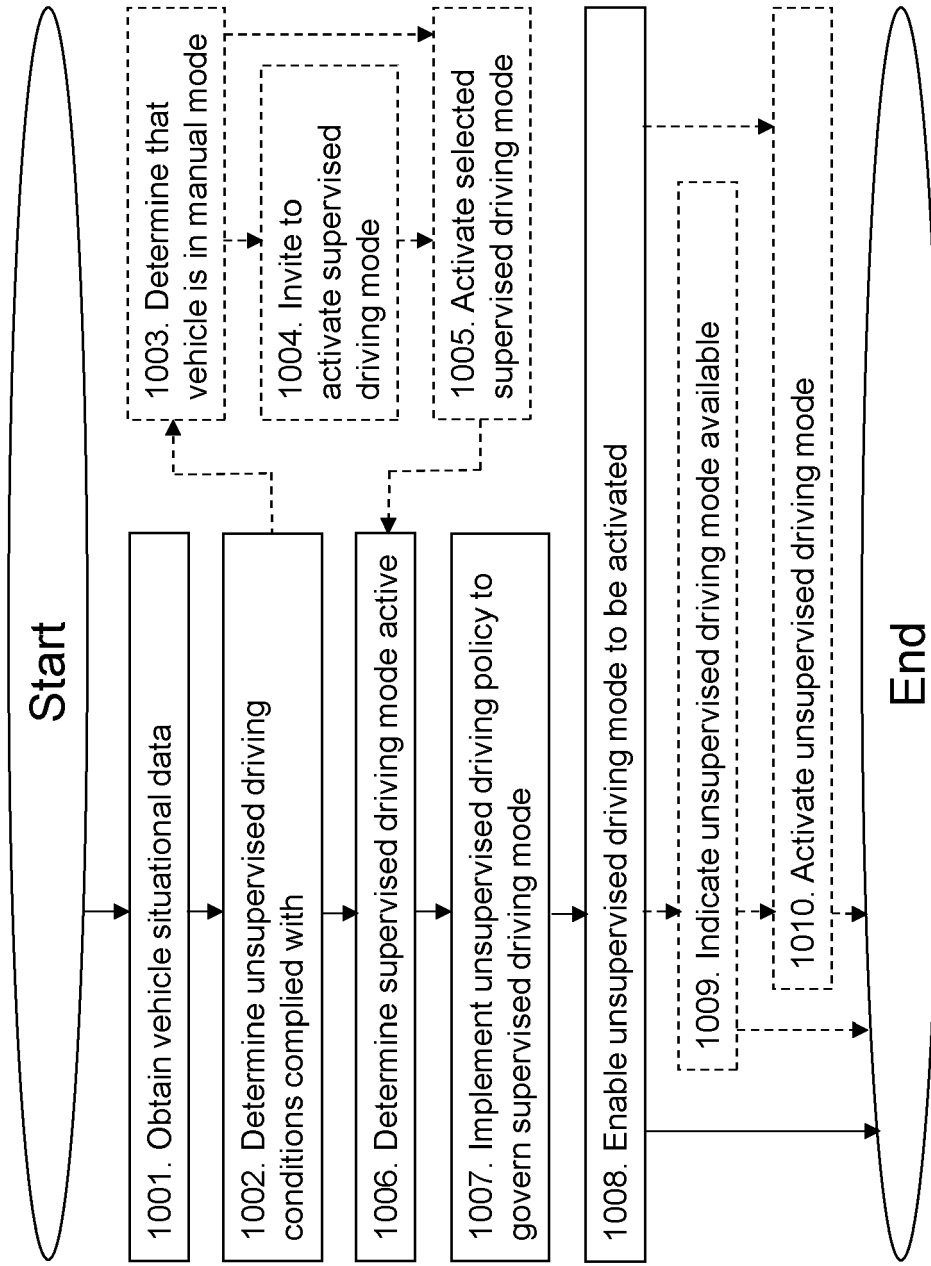 Start
1001. Obtain vehicle situational data
1002. Determine unsupervised driving
conditions complied with
1003. Determine that
vehicle is in manual mode
1004. Invite to
activate supervised
driving mode
1005. Activate selected
supervised driving mode
1006. Determine supervised driving mode active
1007. Implement unsupervised driving policy to
govern supervised driving mode
1008. Enable unsupervised driving mode to be activated
1009. Indicate unsupervised driving mode available
1010. Activate unsupervised driving mode
End